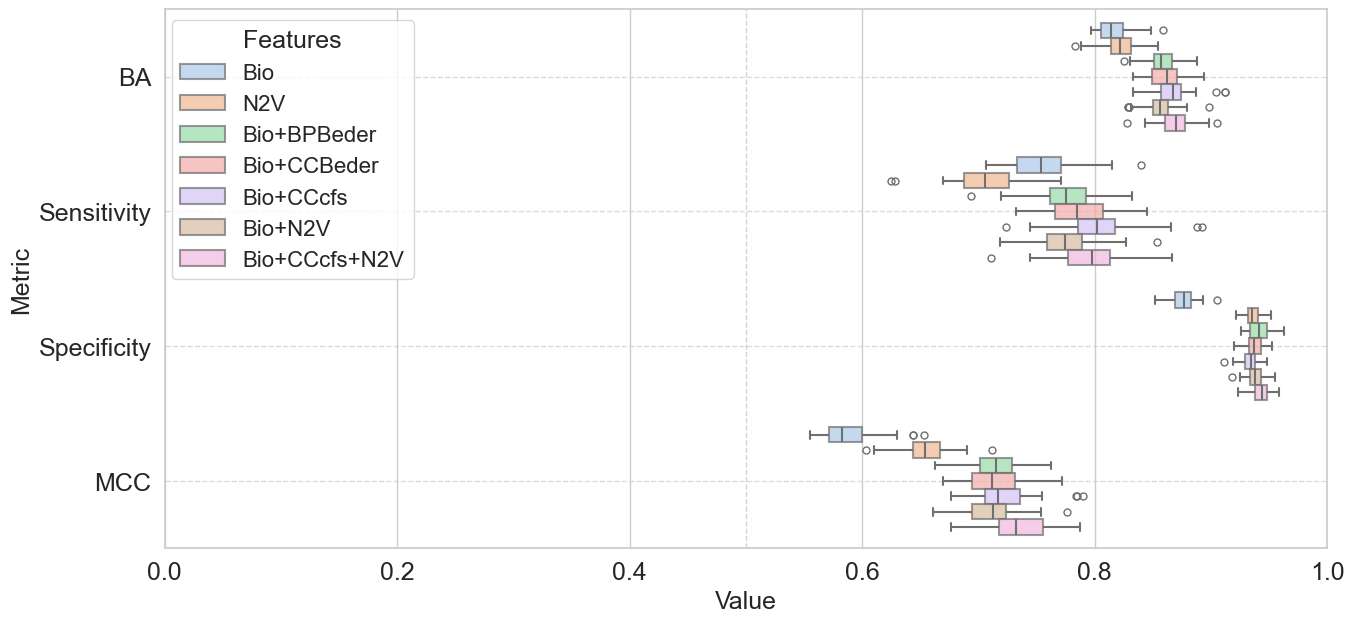 Features
Bio
N2V
Bio+BPBeder
Bio+CCBeder
Bio+CCcfs
Bio+N2V
Bio+CCcfs+N2V
BA
Sensitivity
Specificity
MCC
Metric
0.0 0.2 0.4 0.6 0.8 1.0
Value